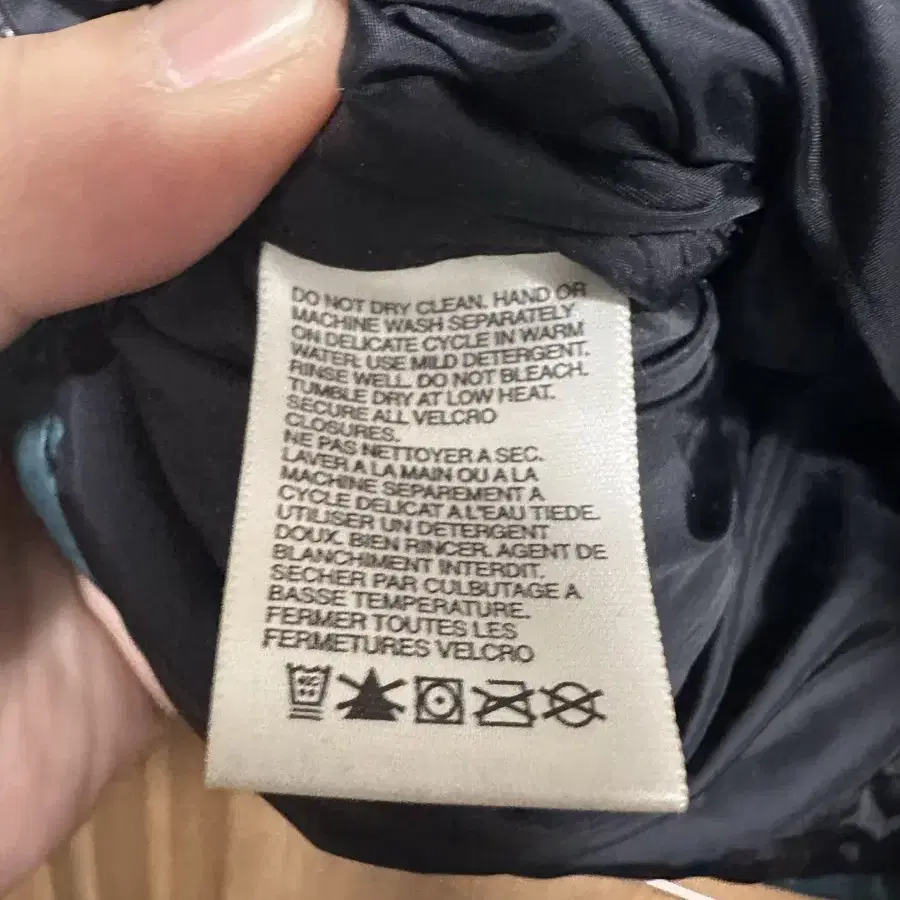 DO NOT DRY CLEAN. HAND OR
MACHINE WASH SEPARATELY
ON DELICATE CYCLE IN WARM
WATER. USE MILD DETERGENT.
RINSE WELL. DO NOT BLEACH.
TUMBLE DRY AT LOW HEAT.
SECURE ALL VELCRO
CLOSURES.
NE PAS NETTOYER A SEC.
LAVER A LA MAIN OU A LA
MACHINE SEPAREMENT A
CYCLE DELICAT A L'EAU TIEDE.
UTILISER UN DETERGENT
DOUX. BIEN RINCER. AGENT DE
BLANCHIMENT INTERDIT.
SECHER PAR CULBUTAGE A
BASSE TEMPERATURE.
FERMER TOUTES LES
FERMETURES VELCRO